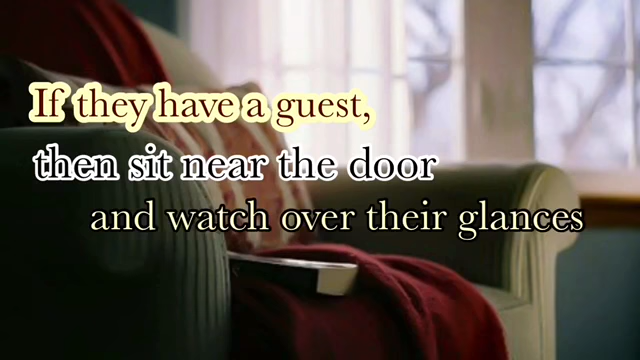 If they have a guest,
then sit near the door
and watch over their glances